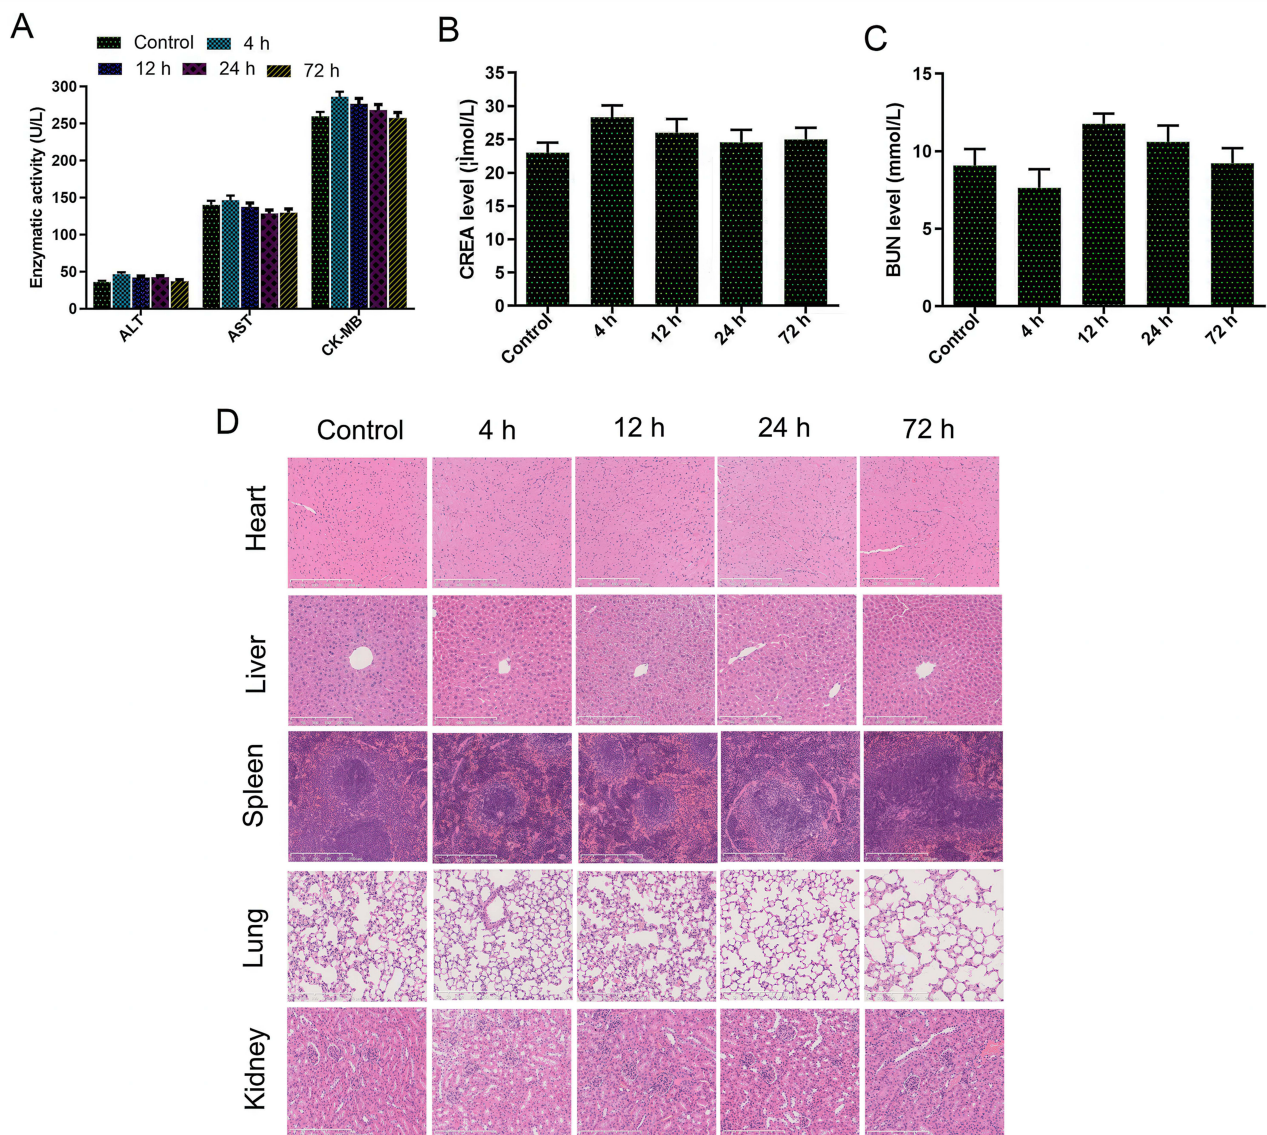 A
Control 4 h
12 h 24 h 72 h
Enzymatic activity (U/L)
300
250
200
150
100
50
0
ALT AST CK-MB
B
CREA level (ÎŒmol/L)
35
30
25
20
15
10
5
0
Control 4 h 12 h 24 h 72 h
C
BUN level (mmol/L)
15
10
5
0
Control 4 h 12 h 24 h 72 h
D
Control 4 h 12 h 24 h 72 h
Heart
Liver
Spleen
Lung
Kidney